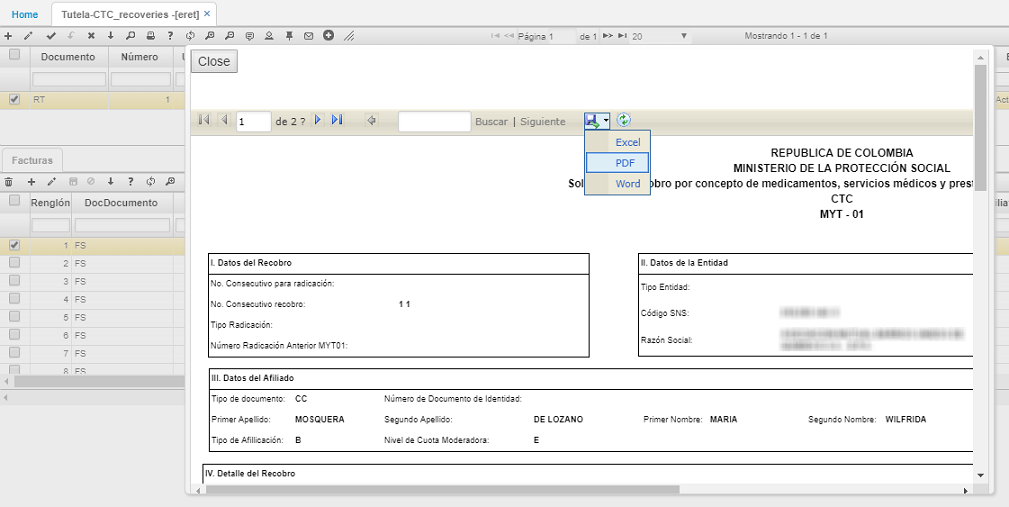 Home
Tutela-CTC_recoveries -[eret] ×
Página 1 de 1 20 Mostrando 1 - 1 de 1
Documento Número
RT 1 Act
Close
1 de 2 ? Buscar | Siguiente
Excel
PDF
Word
REPUBLICA DE COLOMBIA
MINISTERIO DE LA PROTECCIÓN SOCIAL
Sol obro por concepto de medicamentos, servicios médicos y prest
CTC
MYT - 01
Facturas
Renglón DocDocumento
1 FS
2 FS
3 FS
4 FS
5 FS
6 FS
7 FS
8 FS
I. Datos del Recobro
No. Consecutivo para radicación:
No. Consecutivo recobro: 1 1
Tipo Radicación:
Número Radicación Anterior MYT01:
II. Datos de la Entidad
Tipo Entidad:
Código SNS:
Razón Social:
III. Datos del Afiliado
Tipo de documento: CC Número de Documento de Identidad:
Primer Apellido: MOSQUERA Segundo Apellido: DE LOZANO Primer Nombre: MARIA Segundo Nombre: WILFRIDA
Tipo de Afillicación: B Nivel de Cuota Moderadora: E
IV. Detalle del Recobro